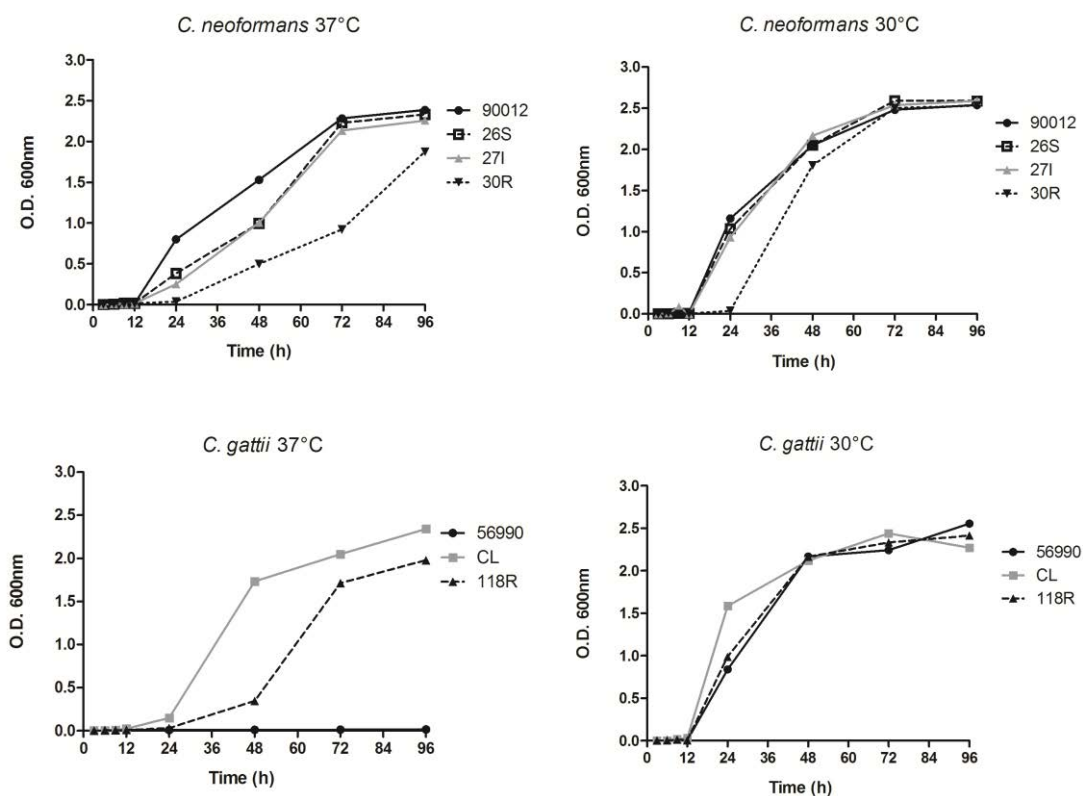 C. neoformans 37°C
3.0
2.5
2.0
1.5
1.0
0.5
0.0
O.D. 600nm
0 12 24 36 48 60 72 84 96
Time (h)
90012
26S
27I
30R
C. neoformans 30°C
3.0
2.5
2.0
1.5
1.0
0.5
0.0
O.D. 600nm
0 12 24 36 48 60 72 84 96
Time (h)
90012
26S
27I
30R
C. gattii 37°C
3.0
2.5
2.0
1.5
1.0
0.5
0.0
O.D. 600nm
0 12 24 36 48 60 72 84 96
Time (h)
56990
CL
118R
C. gattii 30°C
3.0
2.5
2.0
1.5
1.0
0.5
0.0
O.D. 600nm
0 12 24 36 48 60 72 84 96
Time (h)
56990
CL
118R